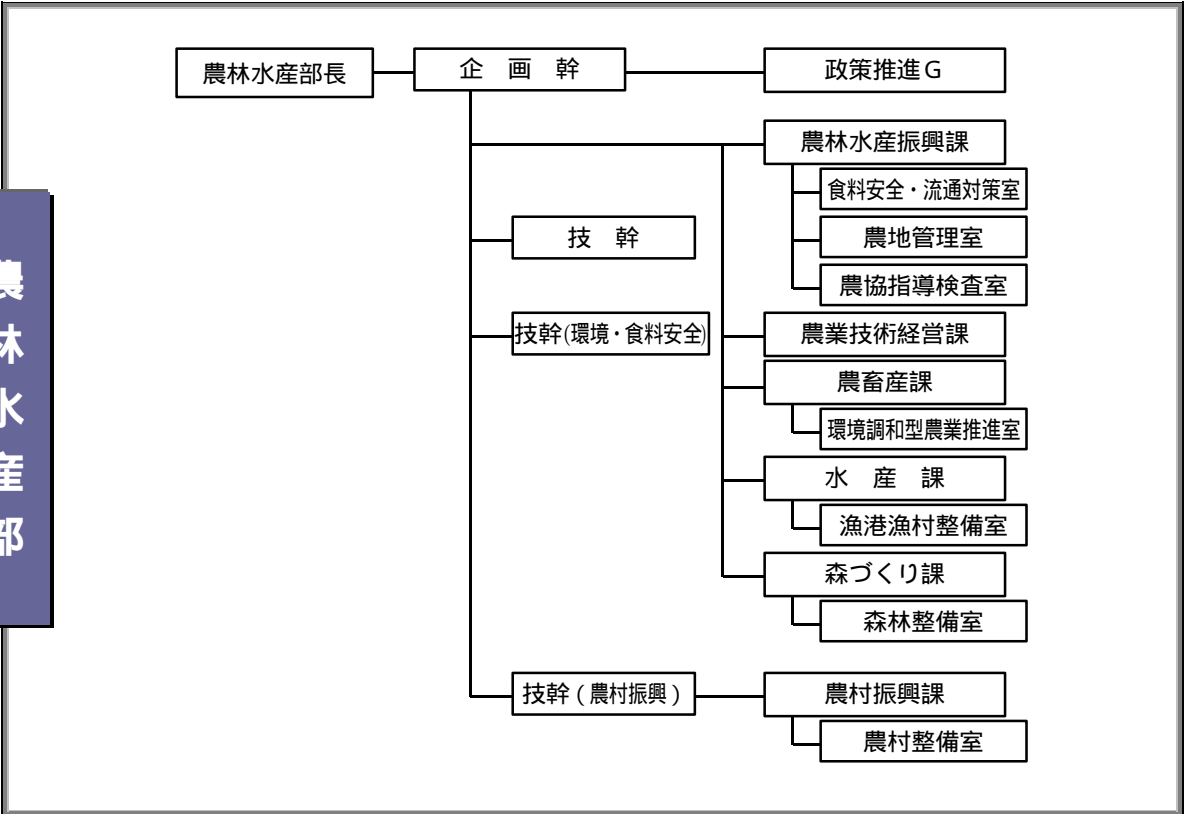 農林水産部長
企　画　幹
政策推進Ｇ
農林水産振興課
食料安全・流通対策室
技　幹
農地管理室
農協指導検査室
技幹(環境・食料安全)
農業技術経営課
農畜産課
環境調和型農業推進室
水　産　課
漁港漁村整備室
森づくり課
森林整備室
技幹（農村振興）
農村振興課
農村整備室
農林水産部